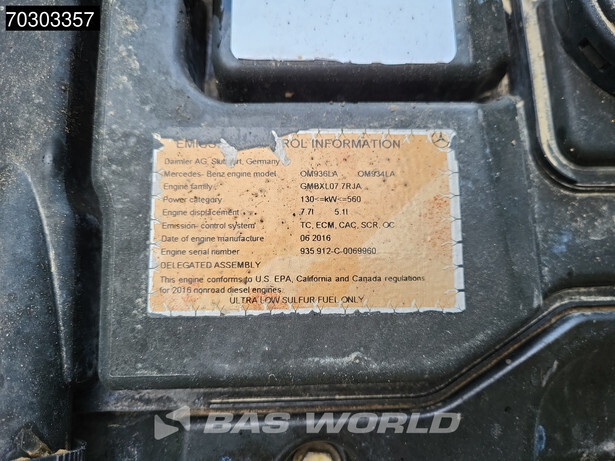 70303357
CONTROL INFORMATION
Daimler AG, Germany
Mercedes- Benz engine model OM936LA OM934LA
Engine family: GMBXL07.7RJA
Power category 130<=kW<=560
Engine displacement 7.7l 5.1l
Emission- control system TC, ECM, CAC, SCR, OC
Date of engine manufacture 06 2016
Engine serial number 935 912-C-0069960
DELEGATED ASSEMBLY
This engine conforms to U.S. EPA, California and Canada regulations
for 2016 nonroad diesel engines.
ULTRA LOW SULFUR FUEL ONLY
BAS WORLD